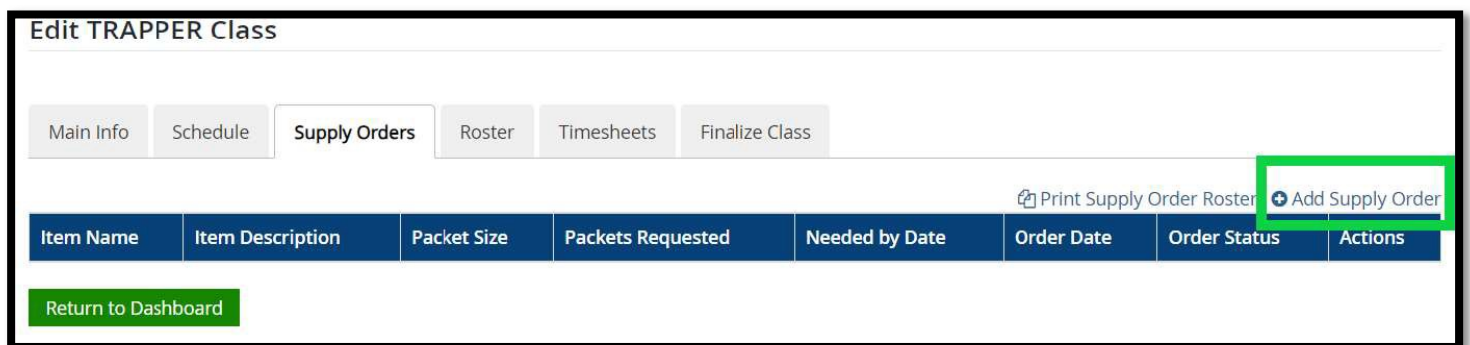 Edit TRAPPER Class
Main Info Schedule Supply Orders Roster Timesheets Finalize Class
Print Supply Order Roster Add Supply Order
Item Name Item Description Packet Size Packets Requested Needed by Date Order Date Order Status Actions
Return to Dashboard